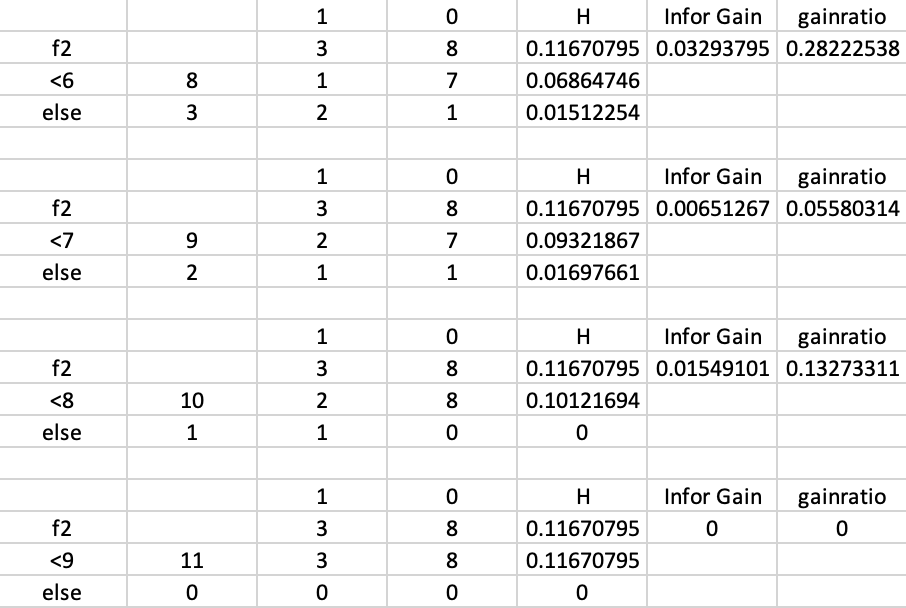 1 0 H Infor Gain gainratio
f2 3 8 0.11670795 0.03293795 0.28222538
<6 8 1 7 0.06864746
else 3 2 1 0.01512254
1 0 H Infor Gain gainratio
f2 3 8 0.11670795 0.00651267 0.05580314
<7 9 2 7 0.09321867
else 2 1 1 0.01697661
1 0 H Infor Gain gainratio
f2 3 8 0.11670795 0.01549101 0.13273311
<8 10 2 8 0.10121694
else 1 1 0 0
1 0 H Infor Gain gainratio
f2 3 8 0.11670795 0 0
<9 11 3 8 0.11670795
else 0 0 0 0